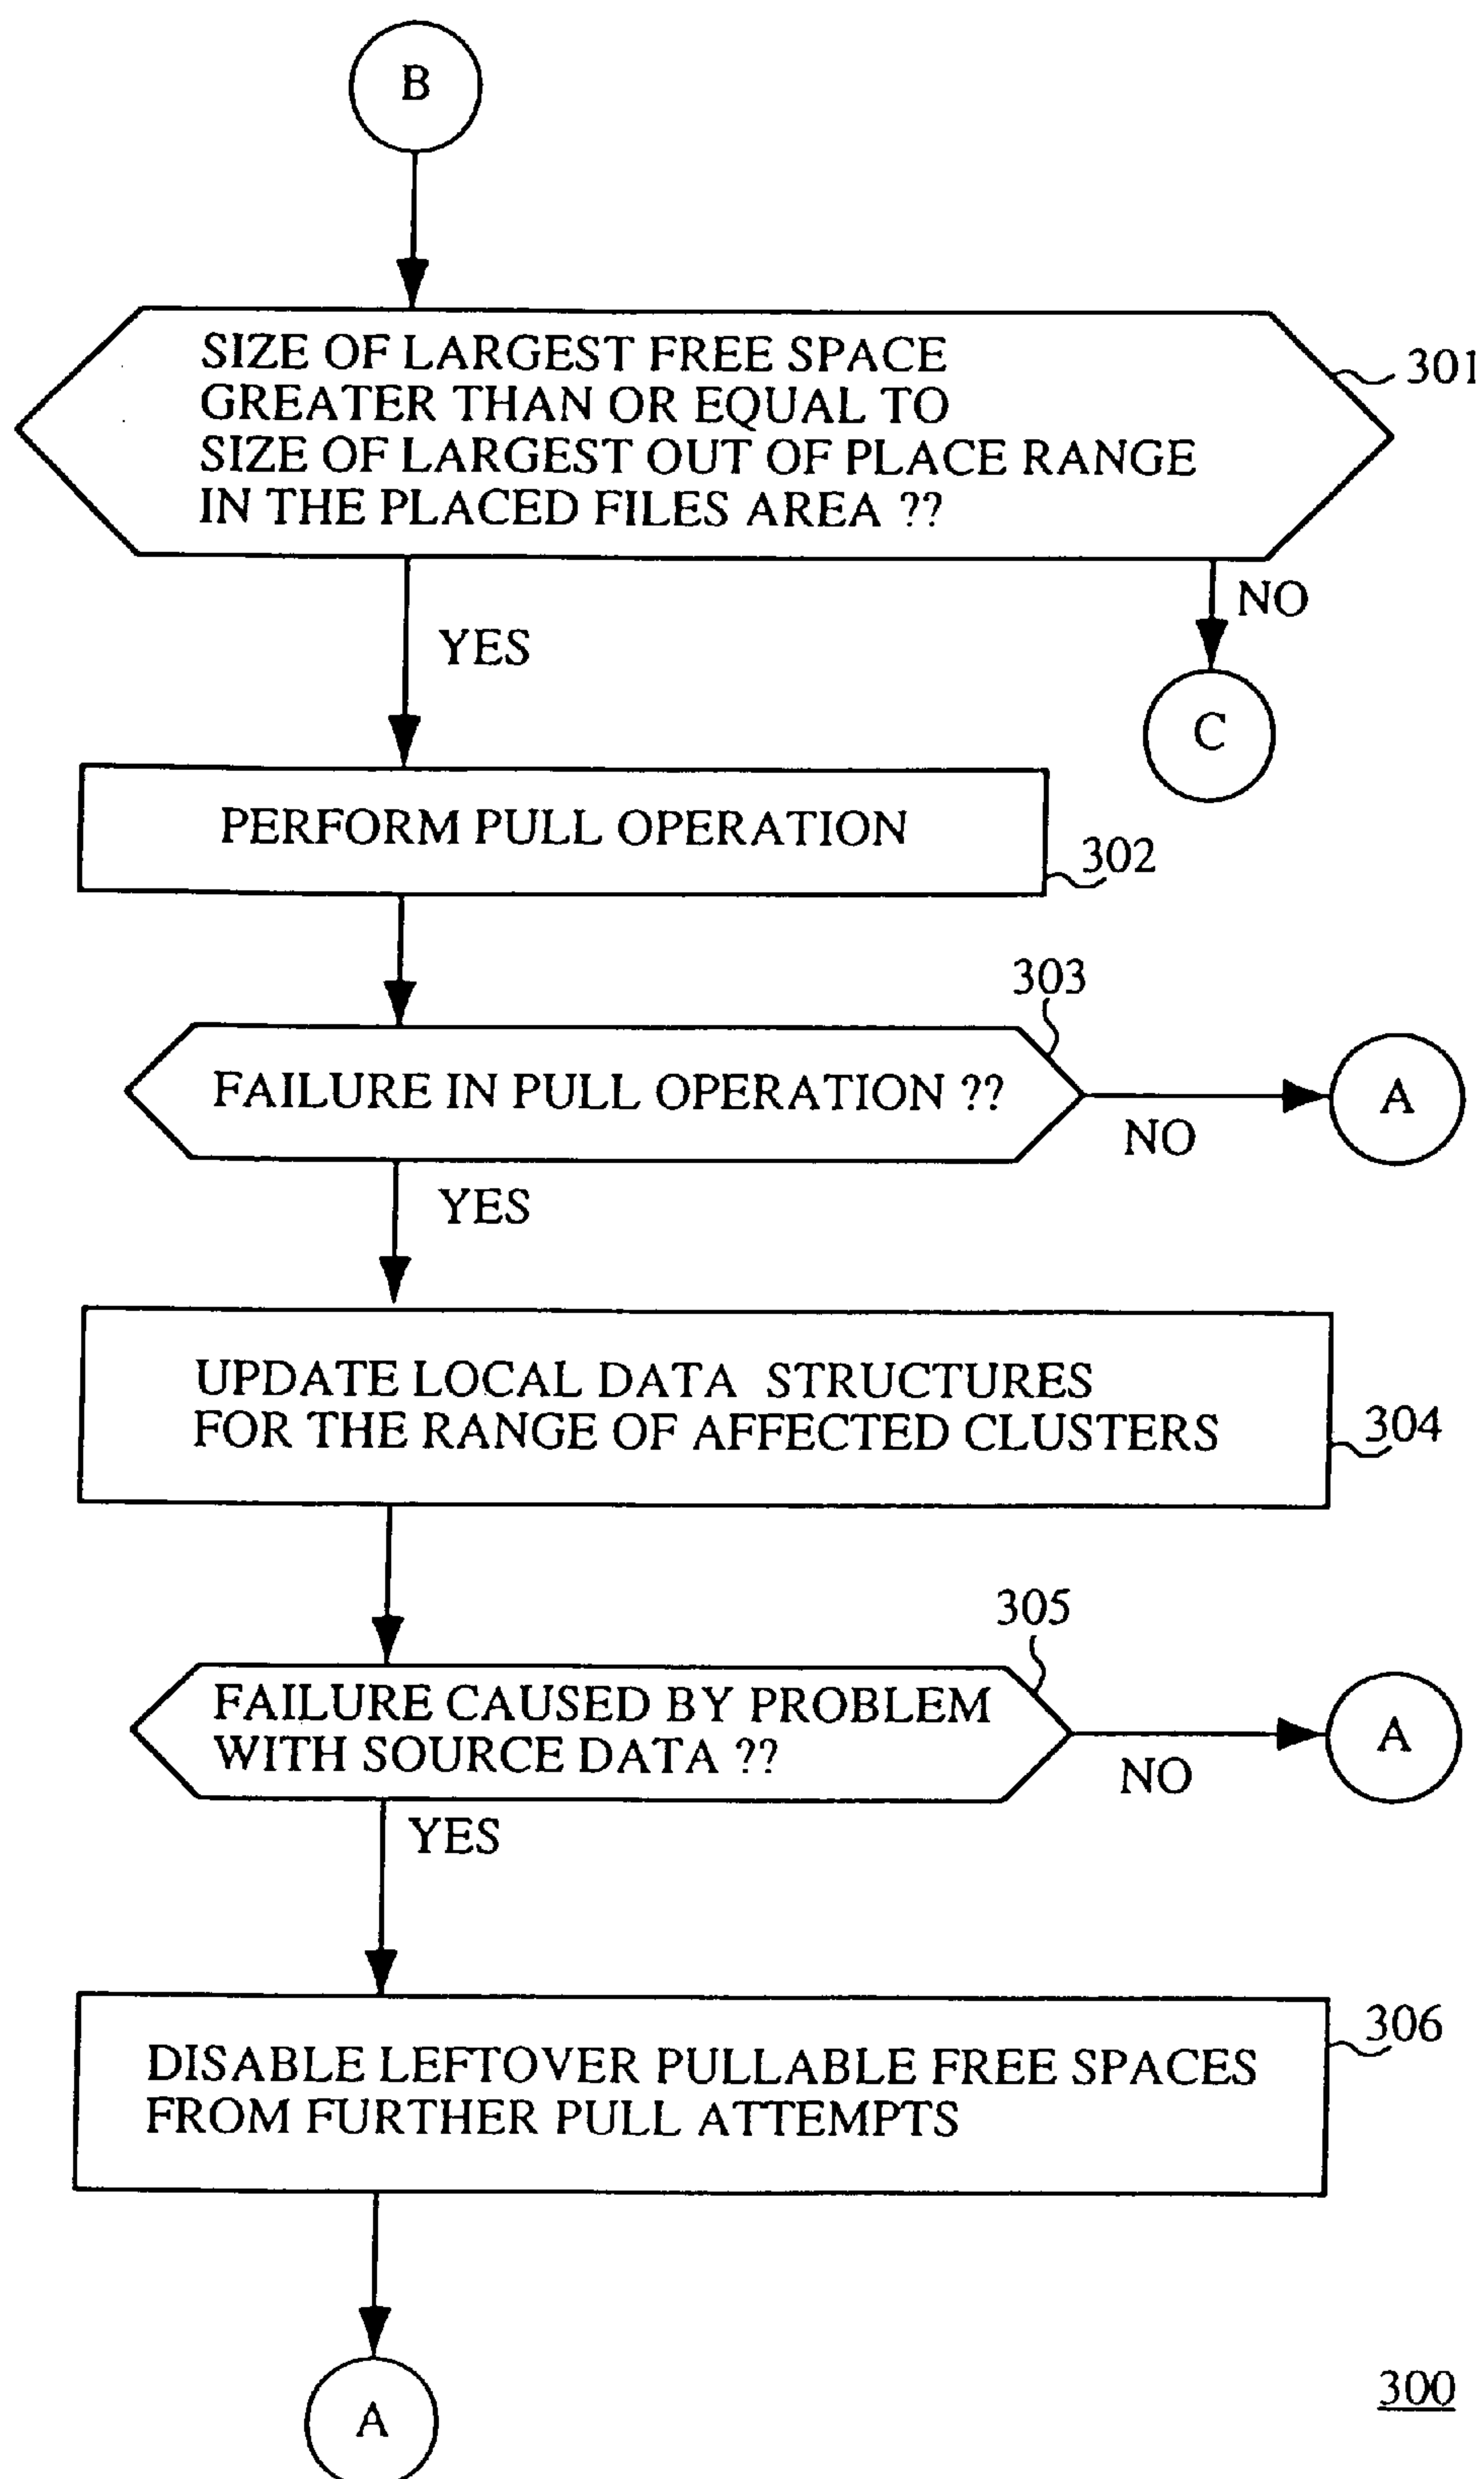 B
SIZE OF LARGEST FREE SPACE
GREATER THAN OR EQUAL TO
SIZE OF LARGEST OUT OF PLACE RANGE
IN THE PLACED FILES AREA ??
301
NO
YES
C
PERFORM PULL OPERATION
302
303
FAILURE IN PULL OPERATION ??
NO
A
YES
UPDATE LOCAL DATA STRUCTURES
FOR THE RANGE OF AFFECTED CLUSTERS
304
305
FAILURE CAUSED BY PROBLEM
WITH SOURCE DATA ??
NO
A
YES
306
DISABLE LEFTOVER PULLABLE FREE SPACES
FROM FURTHER PULL ATTEMPTS
A
300